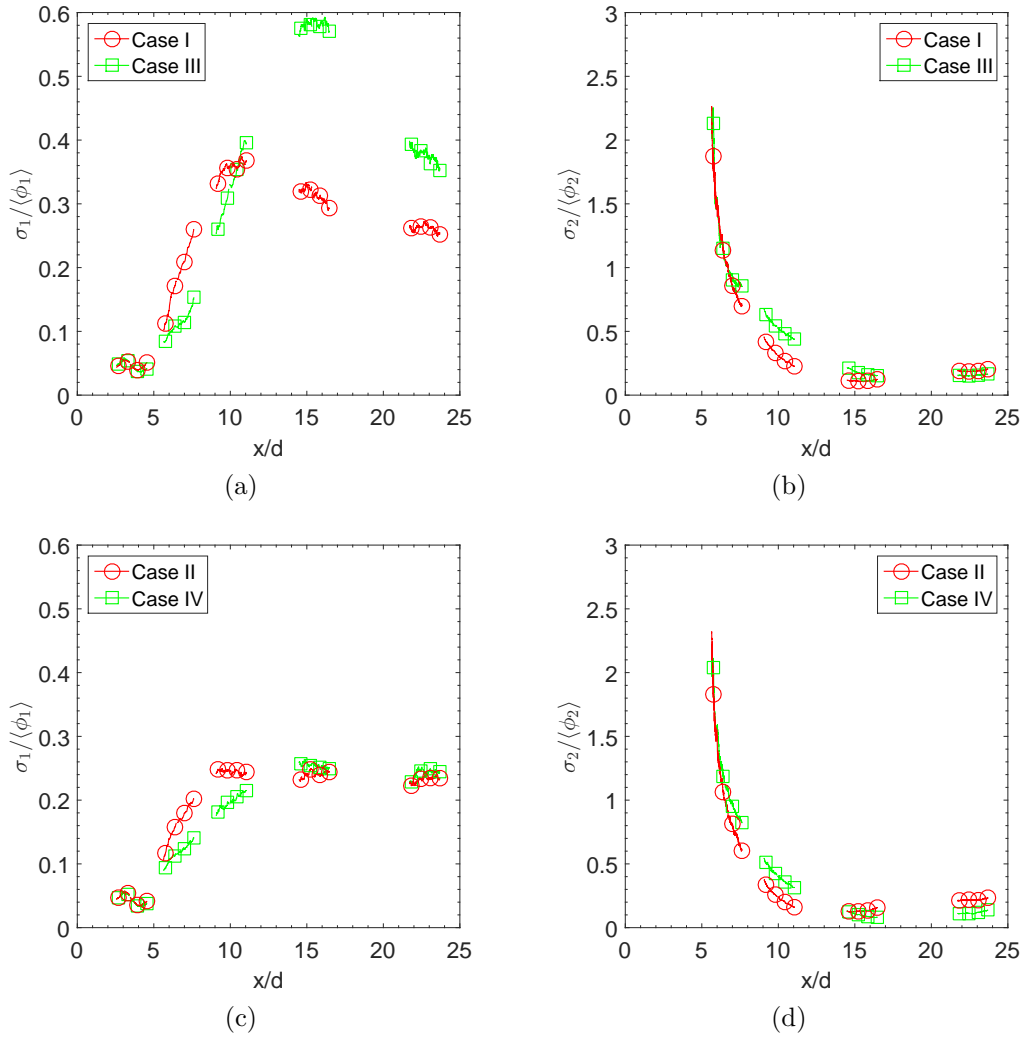 0.6
0.5
0.4
0.3
0.2
0.1
0
σ₁/⟨ϕ₁⟩
Case I
Case III
0 5 10 15 20 25
x/d
(a)
3
2.5
2
1.5
1
0.5
0
σ₂/⟨ϕ₂⟩
Case I
Case III
0 5 10 15 20 25
x/d
(b)
0.6
0.5
0.4
0.3
0.2
0.1
0
σ₁/⟨ϕ₁⟩
Case II
Case IV
0 5 10 15 20 25
x/d
(c)
3
2.5
2
1.5
1
0.5
0
σ₂/⟨ϕ₂⟩
Case II
Case IV
0 5 10 15 20 25
x/d
(d)